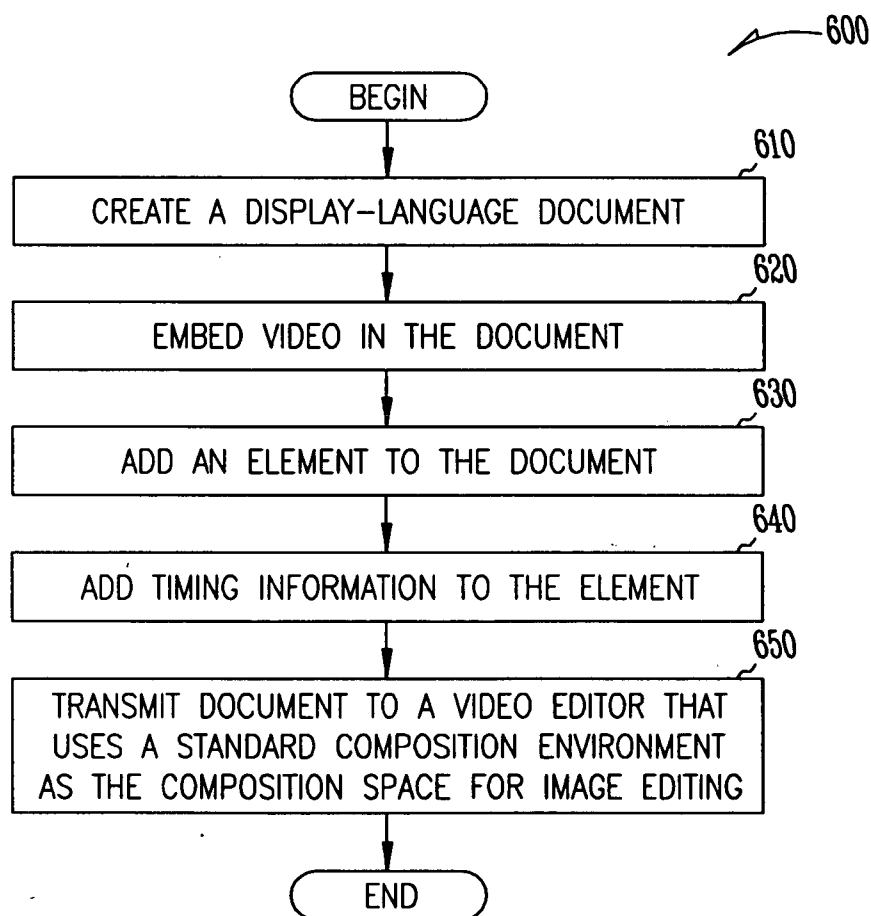 600
BEGIN
610
CREATE A DISPLAY-LANGUAGE DOCUMENT
620
EMBED VIDEO IN THE DOCUMENT
630
ADD AN ELEMENT TO THE DOCUMENT
640
ADD TIMING INFORMATION TO THE ELEMENT
650
TRANSMIT DOCUMENT TO A VIDEO EDITOR THAT
USES A STANDARD COMPOSITION ENVIRONMENT
AS THE COMPOSITION SPACE FOR IMAGE EDITING
END